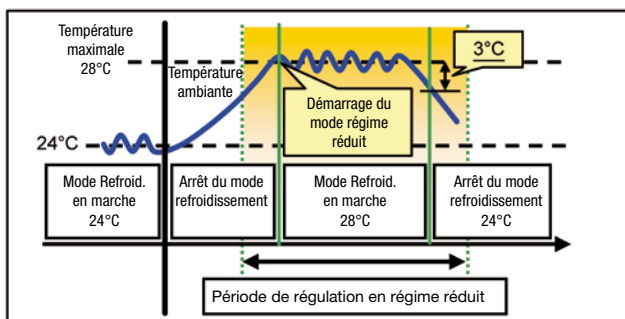 Température
maximale
28°C
Température
ambiante
3°C
Démarrage du
mode régime
réduit
24°C
Mode Refroid.
en marche
24°C
Arrêt du mode
refroidissement
Mode Refroid.
en marche
28°C
Arrêt du mode
refroidissement
24°C
Période de régulation en régime réduit